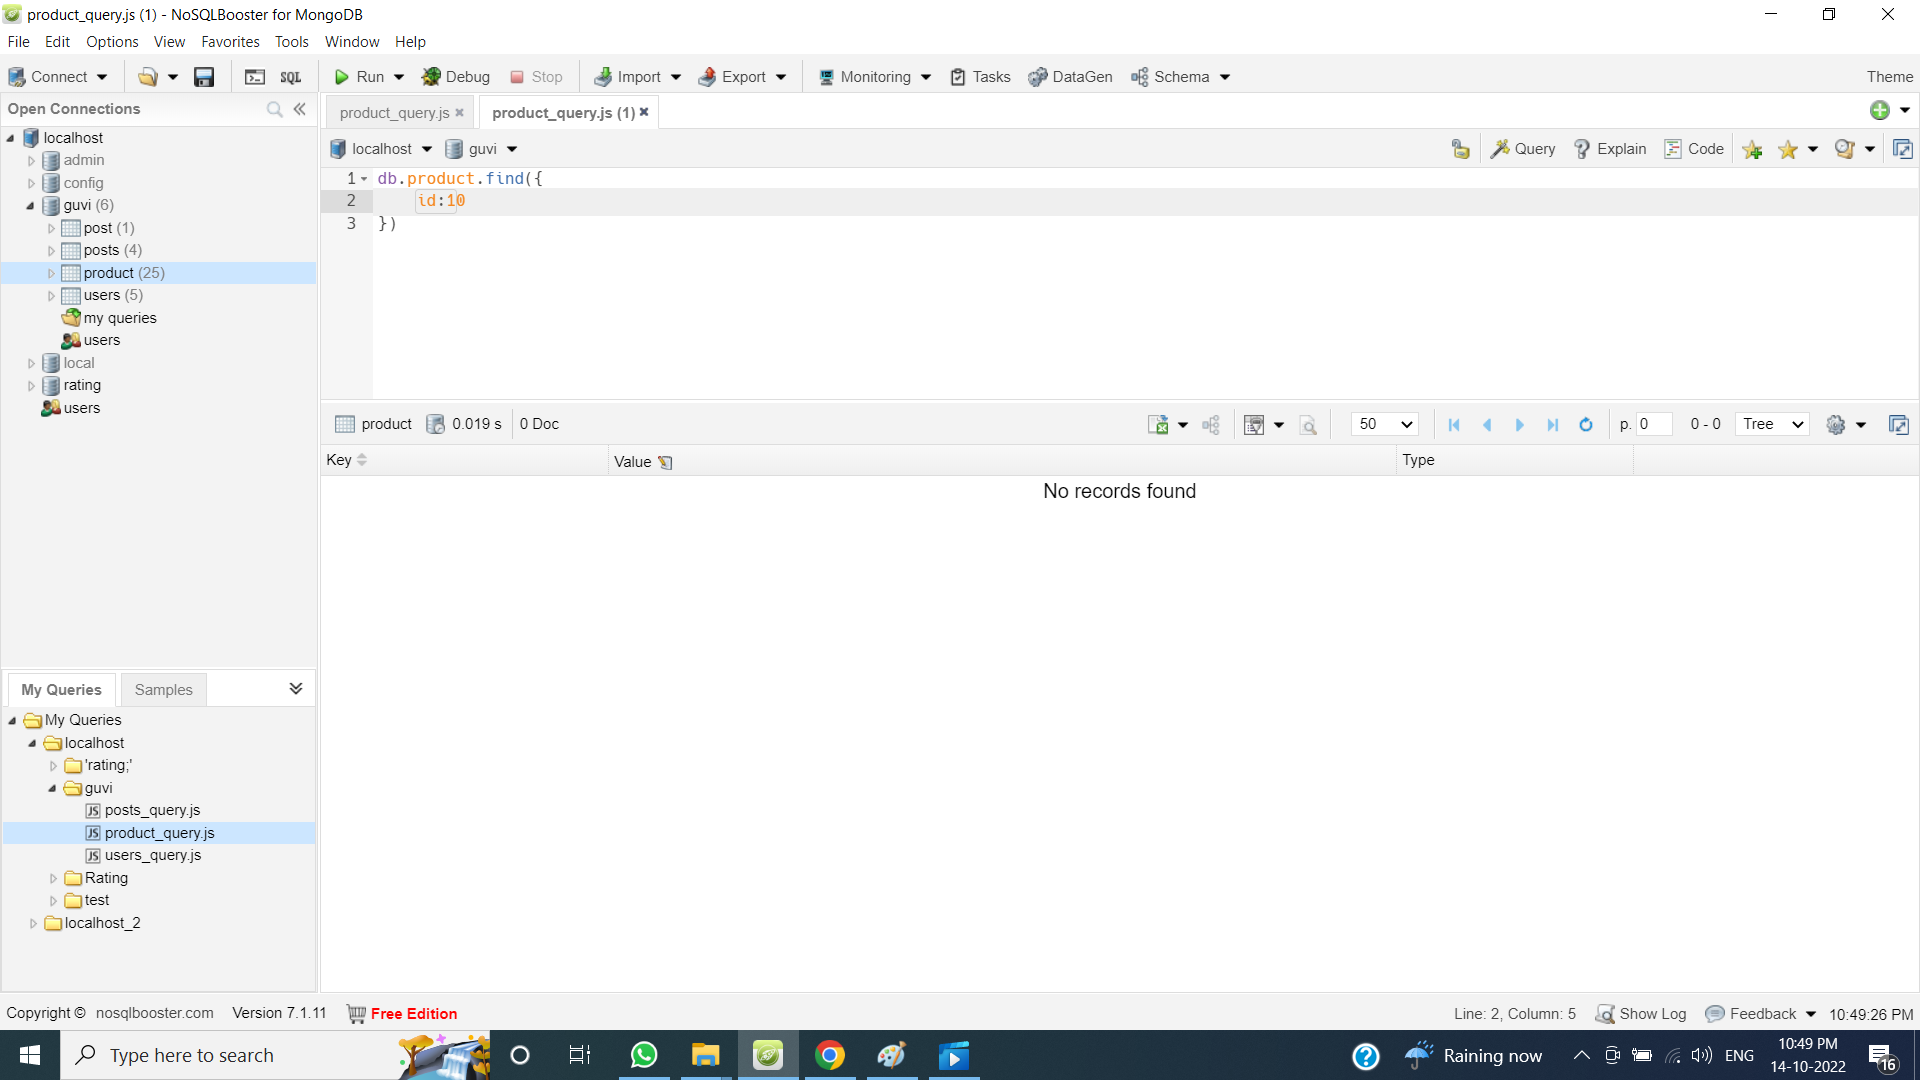 product_query.js (1) - NoSQLBooster for MongoDB
File Edit Options View Favorites Tools Window Help
Connect SQL Run Debug Stop Import Export Monitoring Tasks DataGen Schema Theme
Open Connections
product_query.js product_query.js (1)
localhost
admin
config
guvi (6)
post (1)
posts (4)
product (25)
users (5)
my queries
users
local
rating
users
localhost guvi Query Explain Code
1 db.product.find({
2 id:10
3 })
product 0.019 s 0 Doc 50 p. 0 0 - 0 Tree
Key Value Type
No records found
My Queries Samples
My Queries
localhost
'rating;'
guvi
JS posts_query.js
JS product_query.js
JS users_query.js
Rating
test
localhost_2
Copyright © nosqlbooster.com Version 7.1.11 Free Edition Line: 2, Column: 5 Show Log Feedback 10:49:26 PM
Type here to search Raining now ENG 10:49 PM
14-10-2022 16